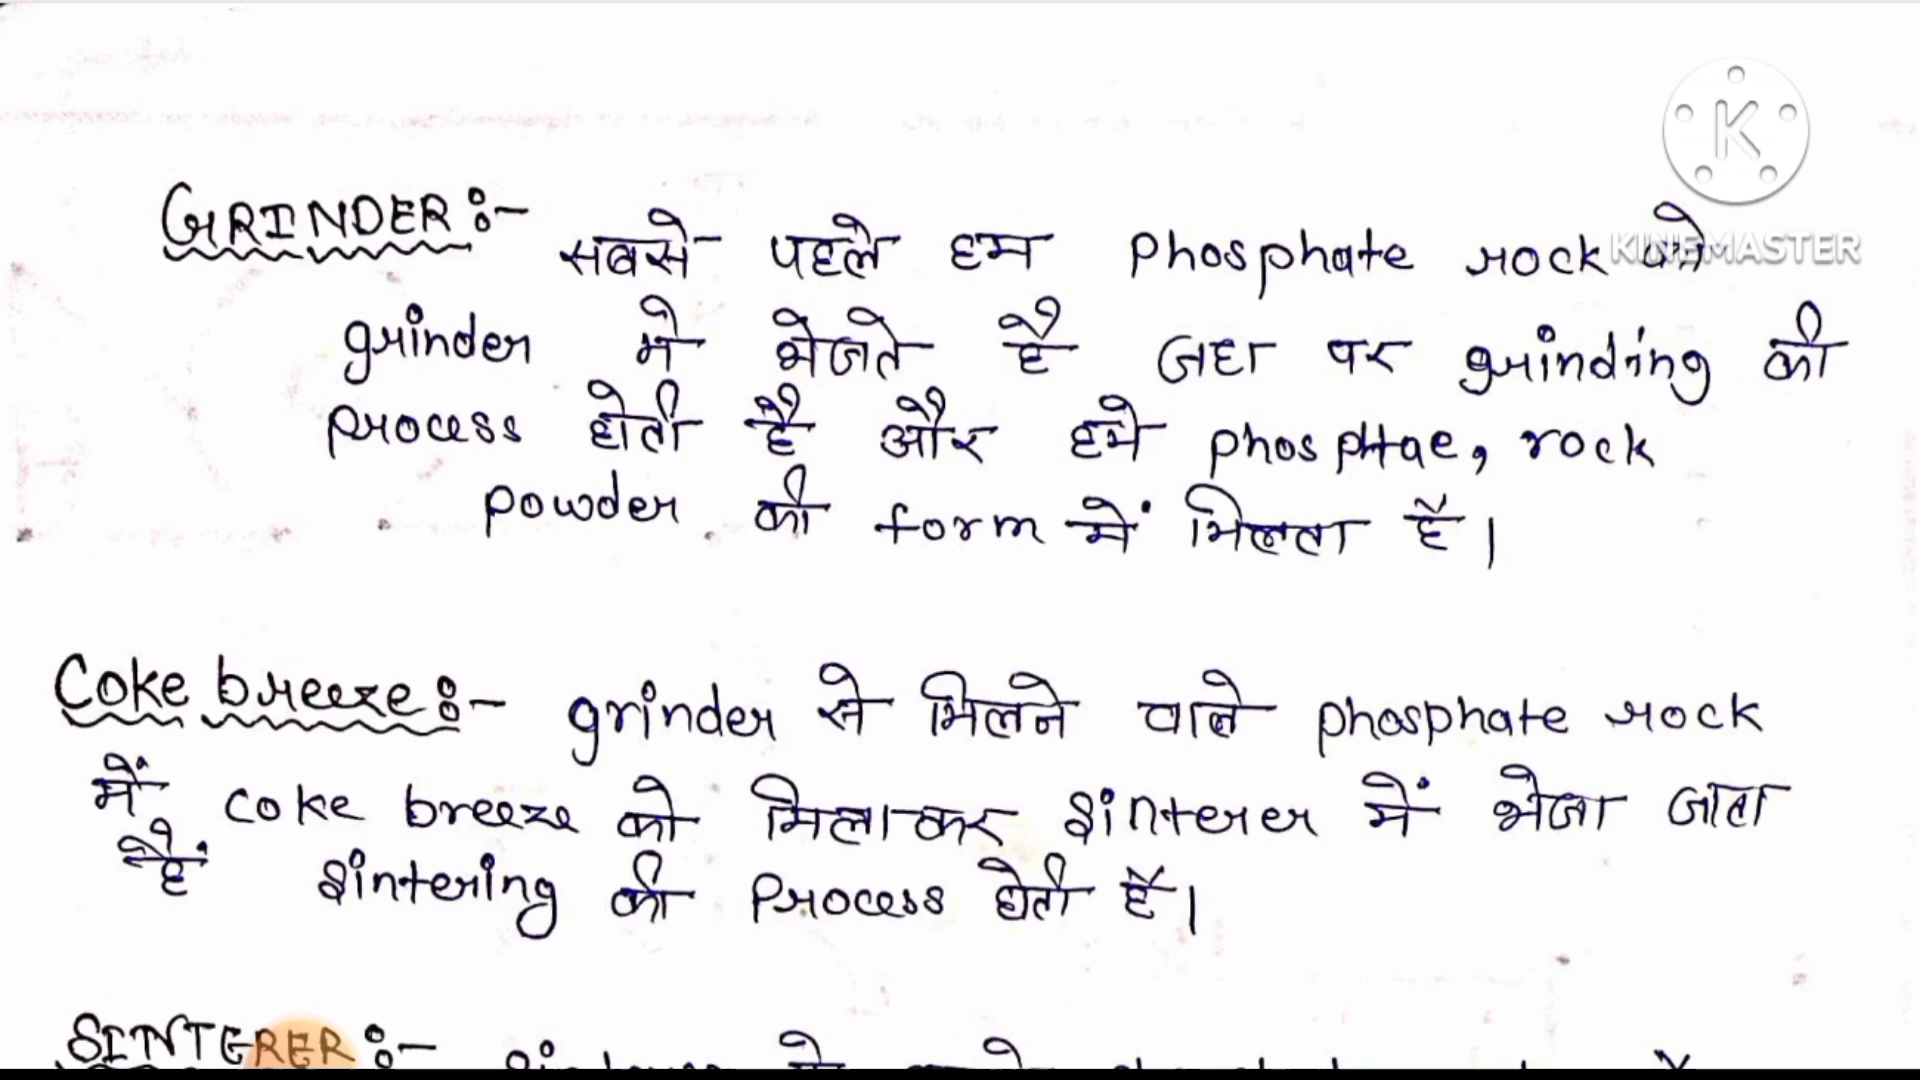 K
KINEMASTER
GRINDER :- सबसे पहले हम Phosphate rock को
grinder मे भेजते है जहा पर grinding की
process होती है और हमे phosphtae, rock
powder की form में मिलता है।
Coke breeze :- grinder से मिलने वाले phosphate rock
में coke breeze को मिलाकर sinterer में भेजा जाता
है sintering की Process होती है।
SINTERER :-